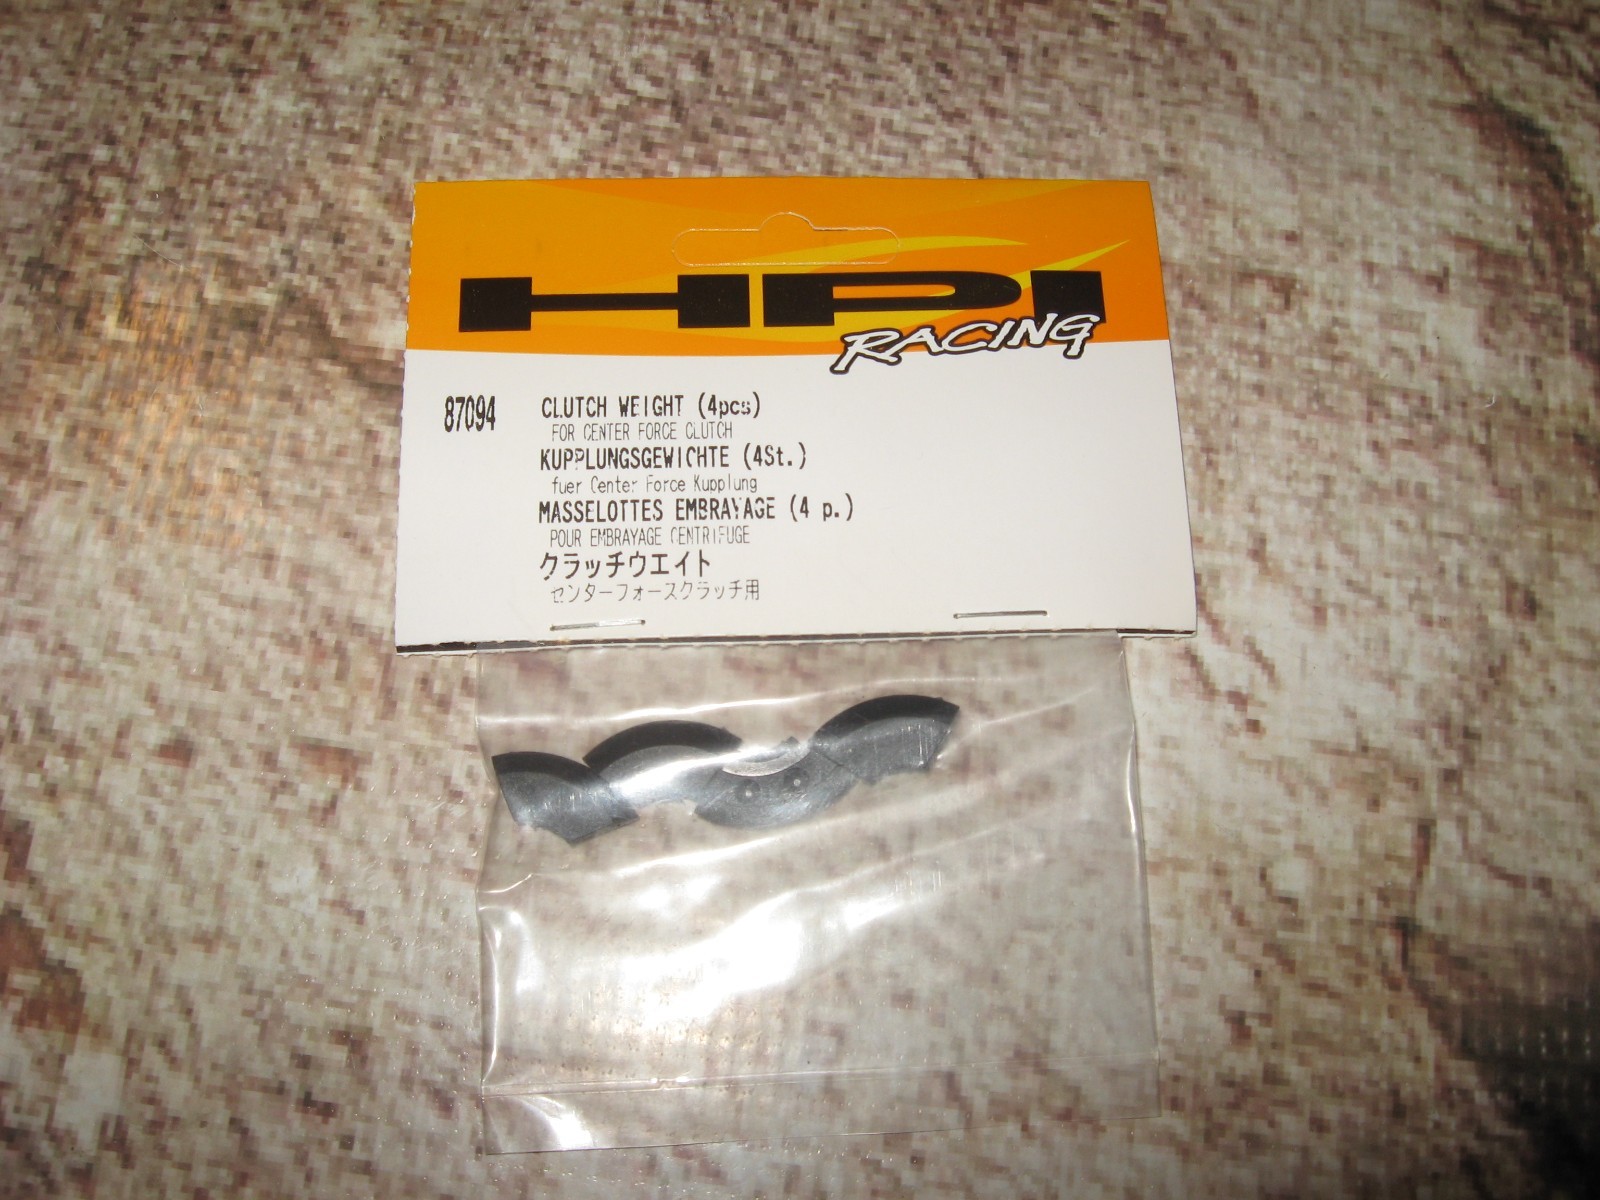 HPI
RACING
87094
CLUTCH WEIGHT (4pcs)
FOR CENTER FORCE CLUTCH
KUPPLUNGSGEWICHTE (4St.)
fuer Center Force Kupplung
MASSELOTTES EMBRAYAGE (4 p.)
POUR EMBRAYAGE CENTRIFUGE
クラッチウエイト
センターフォースクラッチ用